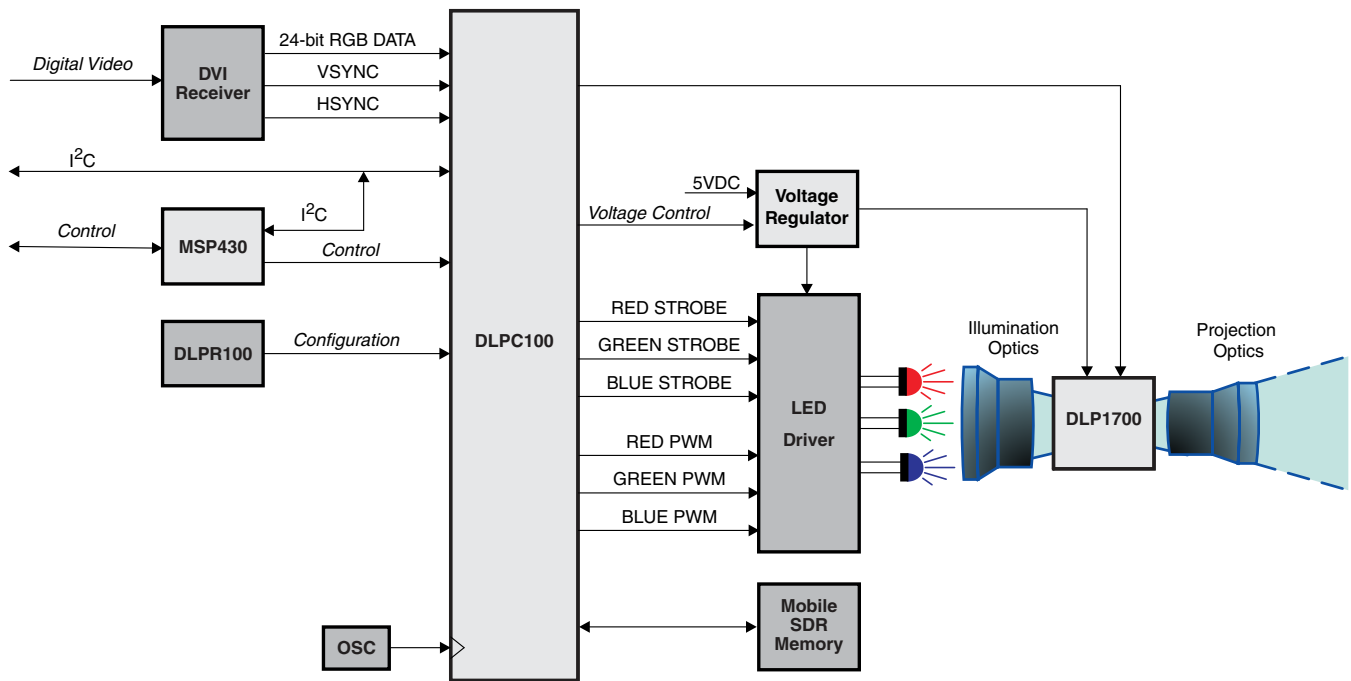 24-bit RGB DATA
Digital Video
DVI
Receiver
VSYNC
HSYNC
I²C
5VDC
Voltage
Regulator
I²C
Voltage Control
Control
MSP430
Control
RED STROBE
DLPR100
Configuration
DLPC100
GREEN STROBE
BLUE STROBE
LED
Driver
Illumination
Optics
Projection
Optics
DLP1700
RED PWM
GREEN PWM
BLUE PWM
Mobile
SDR
Memory
OSC